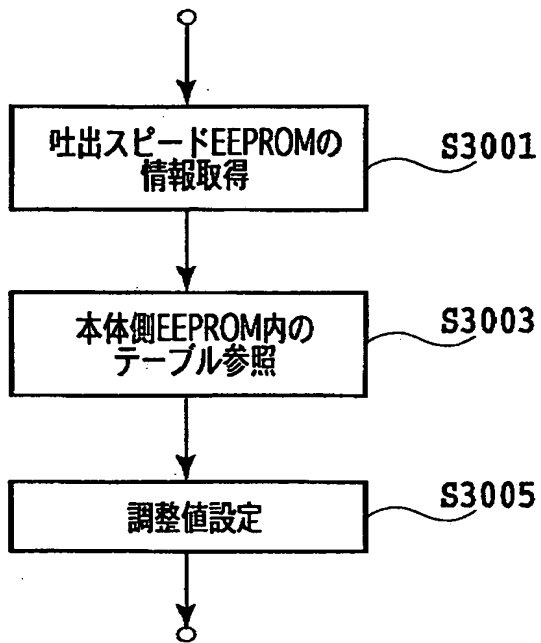 吐出スピードEEPROMの
情報取得
S3001
本体側EEPROM内の
テーブル参照
S3003
調整値設定
S3005